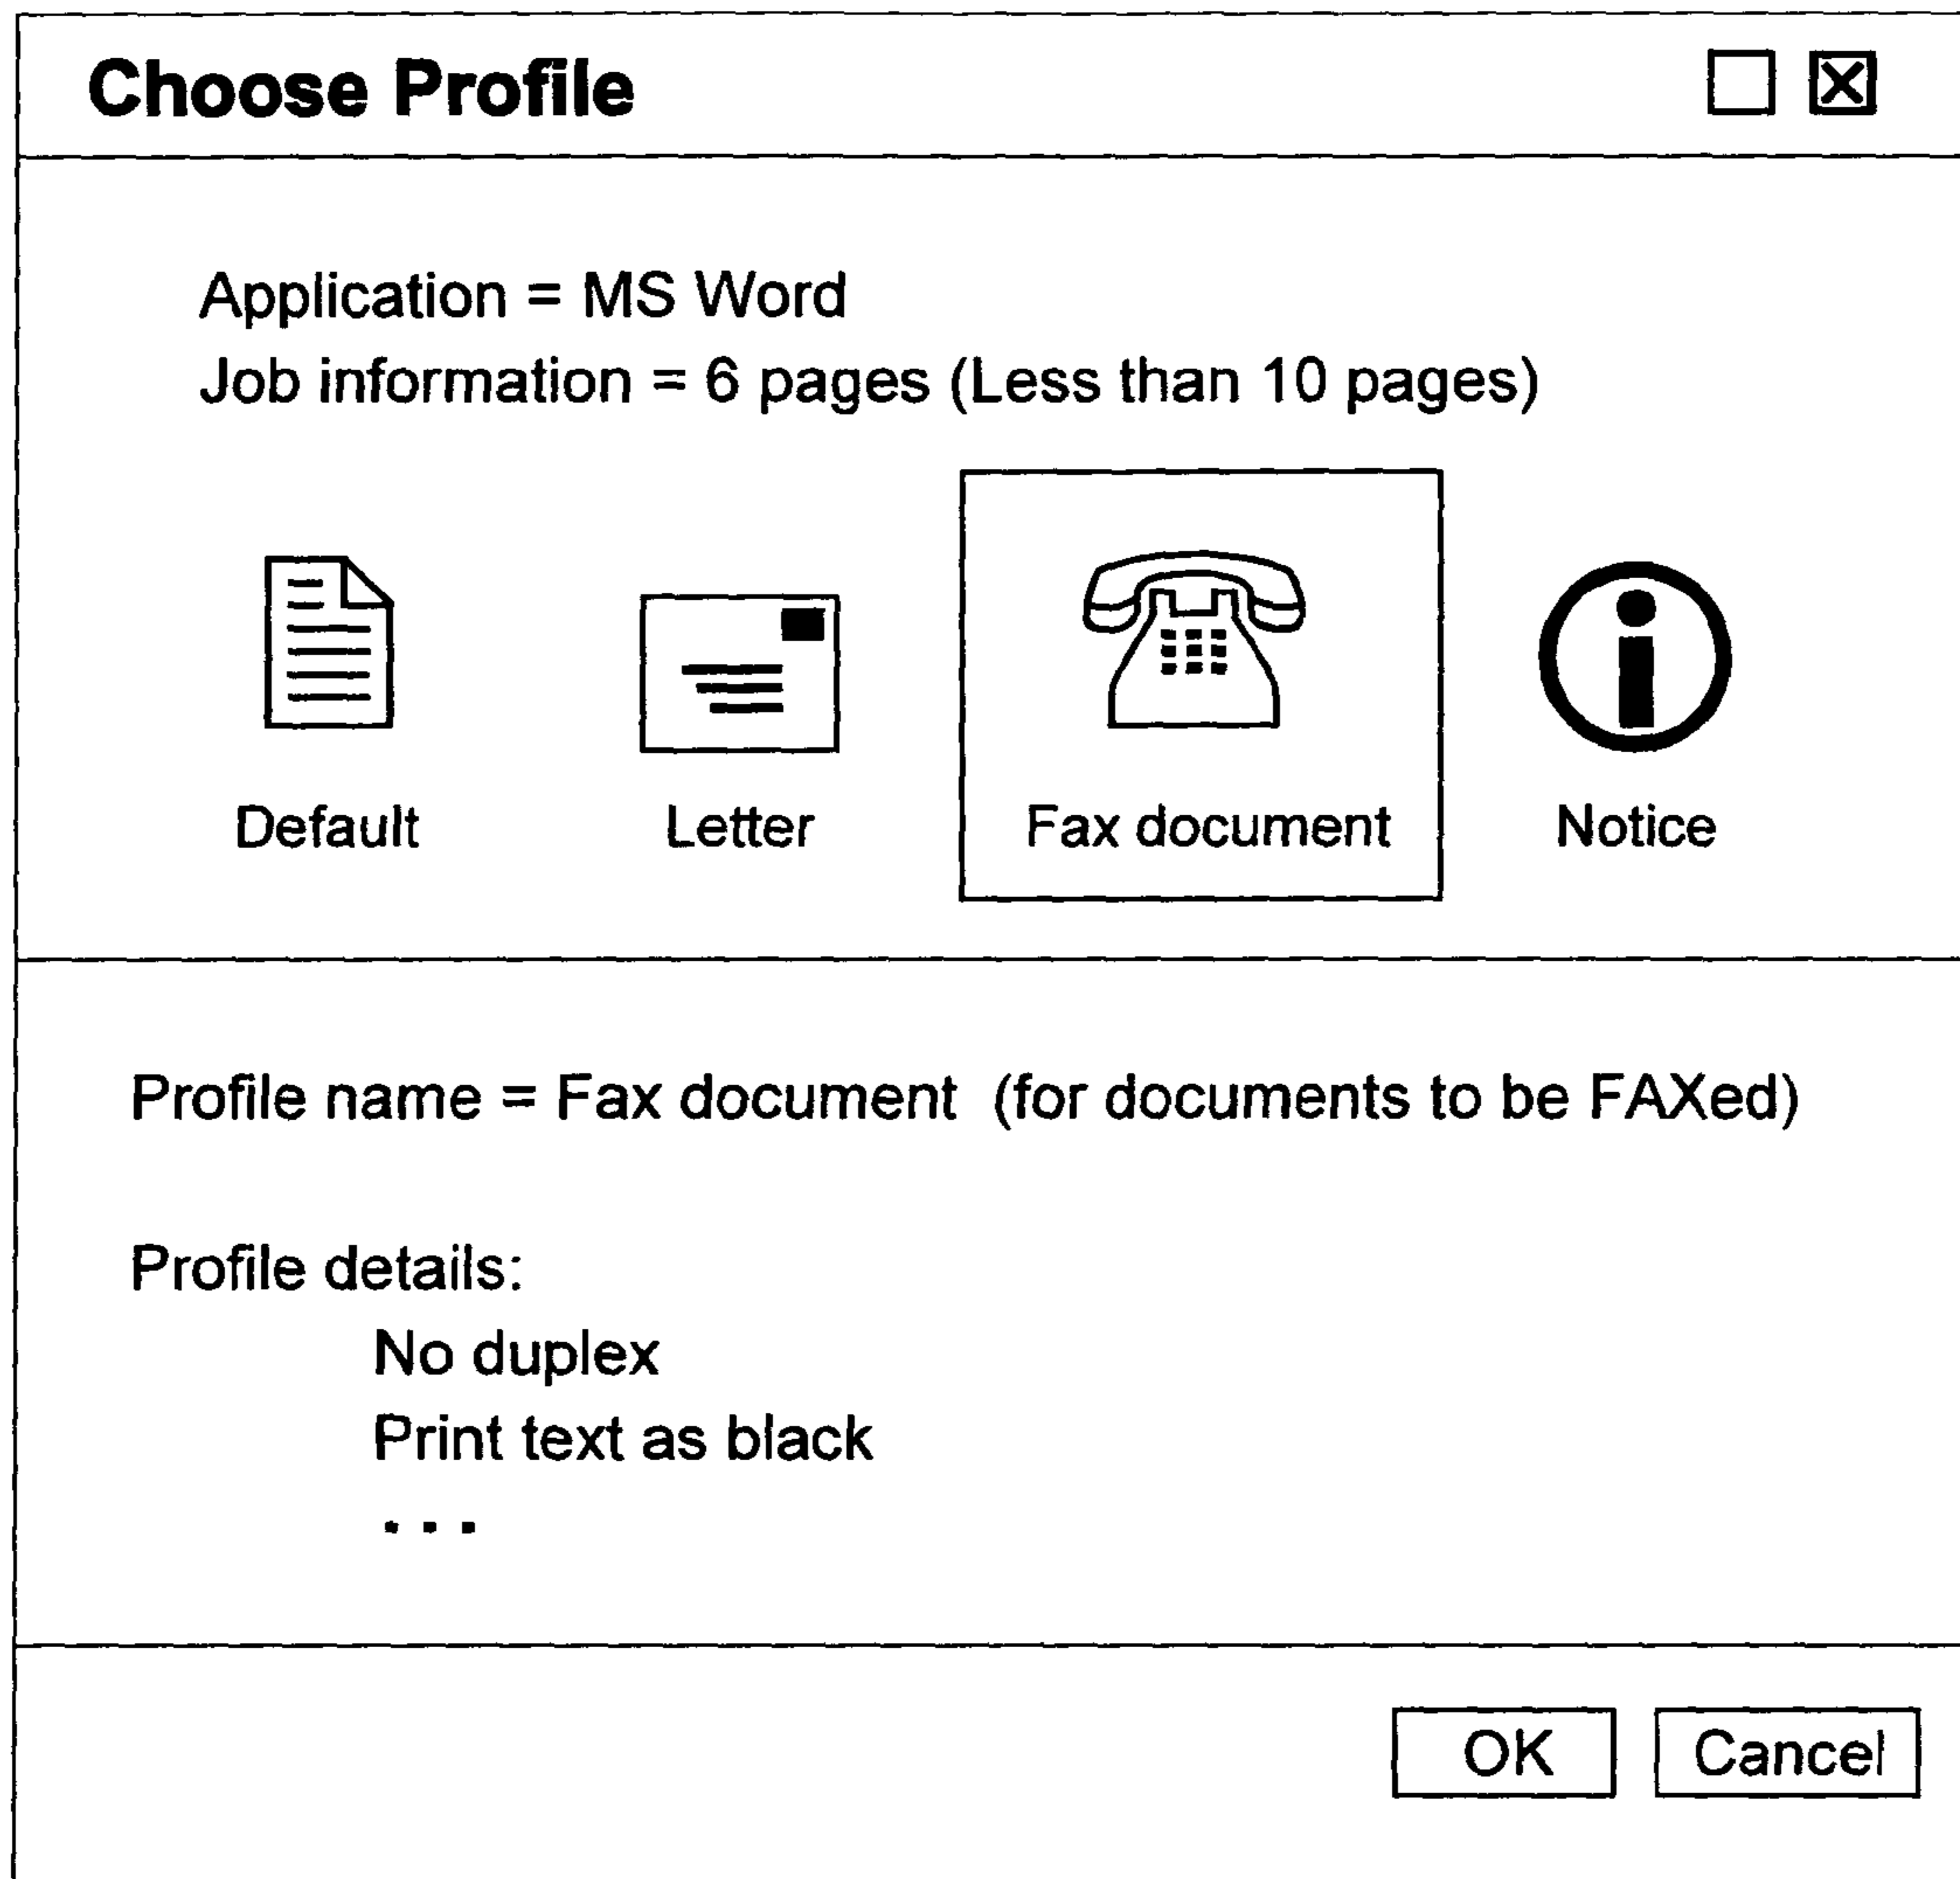 Choose Profile
Application = MS Word
Job information = 6 pages (Less than 10 pages)
Default Letter Fax document Notice
Profile name = Fax document (for documents to be FAXed)
Profile details:
No duplex
Print text as black
...
OK Cancel